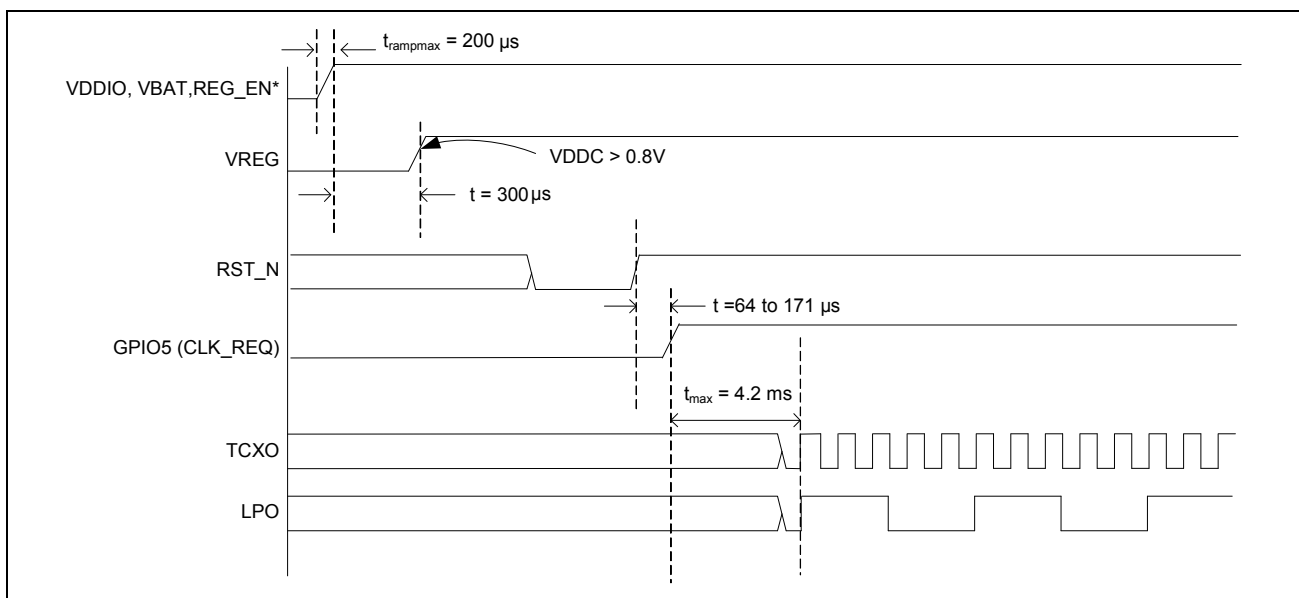 t_rampmax = 200 µs
VDDIO, VBAT,REG_EN*
VREG
VDDC > 0.8V
t = 300 µs
RST_N
t =64 to 171 µs
GPIO5 (CLK_REQ)
t_max = 4.2 ms
TCXO
LPO